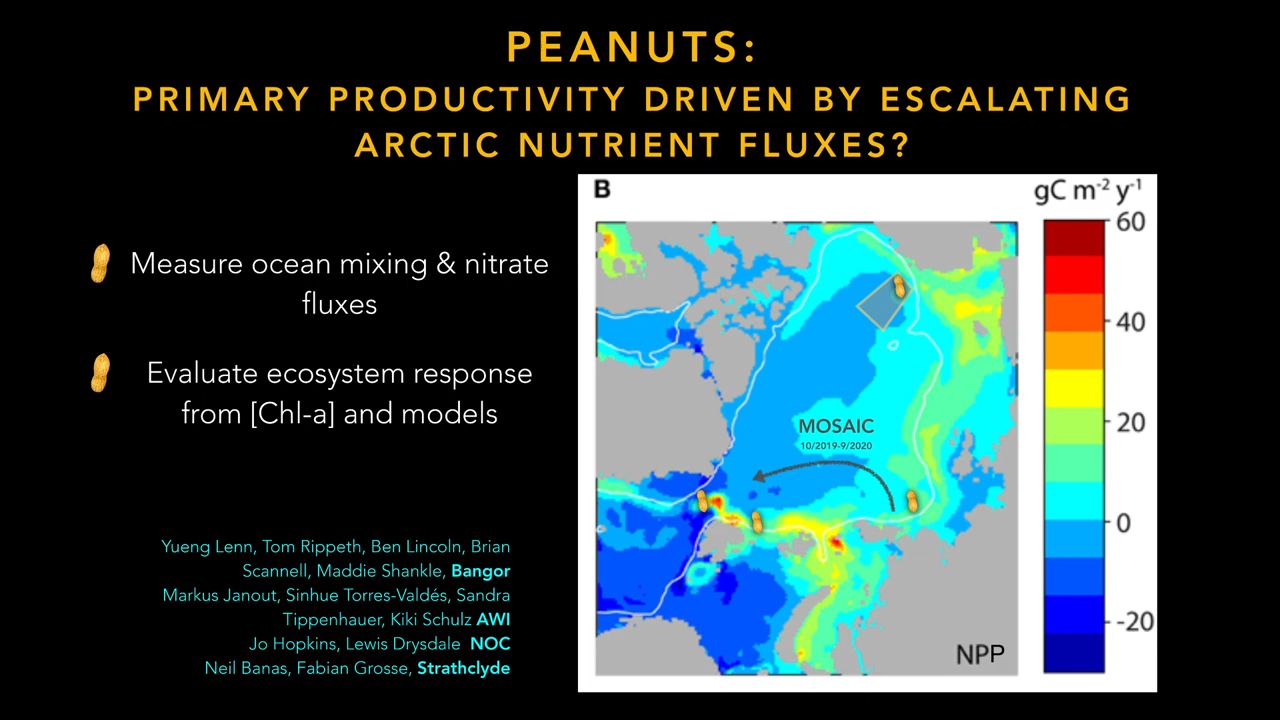 PEANUTS:
PRIMARY PRODUCTIVITY DRIVEN BY ESCALATING
ARCTIC NUTRIENT FLUXES?
Measure ocean mixing & nitrate
fluxes
Evaluate ecosystem response
from [Chl-a] and models
Yueng Lenn, Tom Rippeth, Ben Lincoln, Brian
Scannell, Maddie Shankle, Bangor
Markus Janout, Sinhue Torres-Valdés, Sandra
Tippenhauer, Kiki Schulz AWI
Jo Hopkins, Lewis Drysdale NOC
Neil Banas, Fabian Grosse, Strathclyde
B
gC m⁻² y⁻¹
60
40
20
0
-20
MOSAIC
10/2019-9/2020
NPP